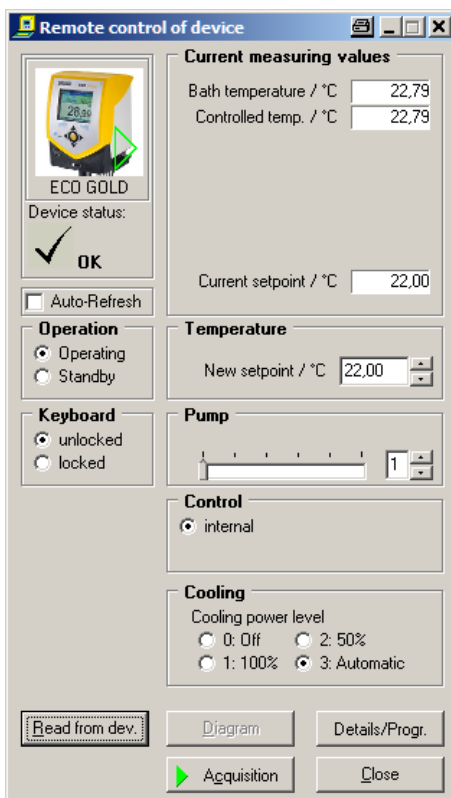 Remote control of device
Current measuring values
Bath temperature / °C 22,79
Controlled temp. / °C 22,79
ECO GOLD
Device status:
OK
Current setpoint / °C 22,00
Auto-Refresh
Operation
Operating
Standby
Temperature
New setpoint / °C 22,00
Keyboard
unlocked
locked
Pump
1
Control
internal
Cooling
Cooling power level
0: Off 2: 50%
1: 100% 3: Automatic
Read from dev. Diagram Details/Progr.
Acquisition Close